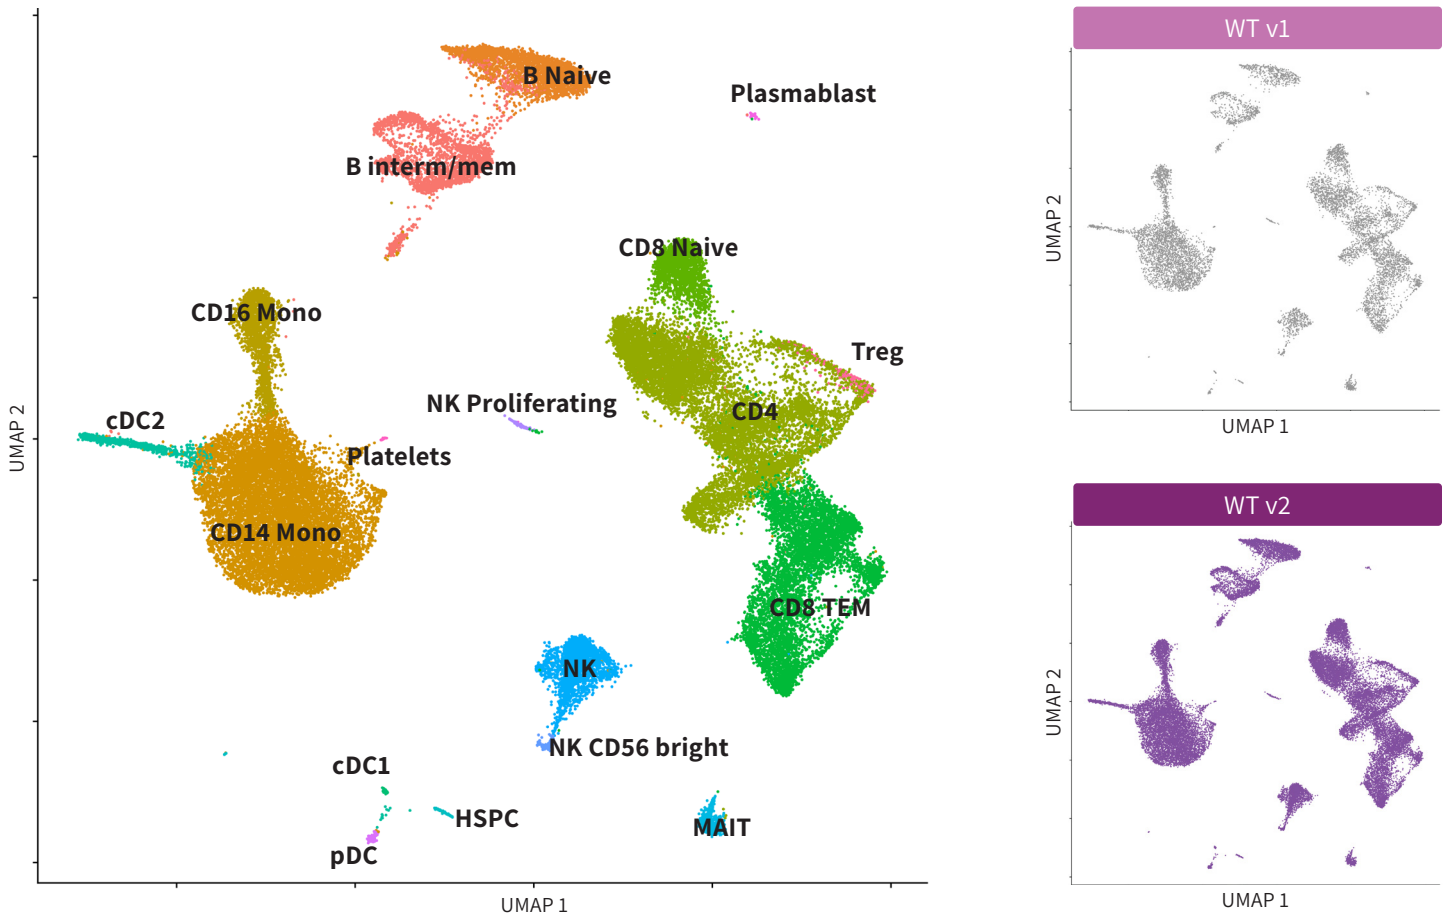 B Naive
Plasmablast
B interm/mem
CD8 Naive
CD16 Mono
Treg
NK Proliferating
CD4
cDC2
Platelets
CD14 Mono
CD8 TEM
NK
NK CD56 bright
cDC1
HSPC
MAIT
pDC
UMAP 2
UMAP 1
WT v1
UMAP 2
UMAP 1
WT v2
UMAP 2
UMAP 1